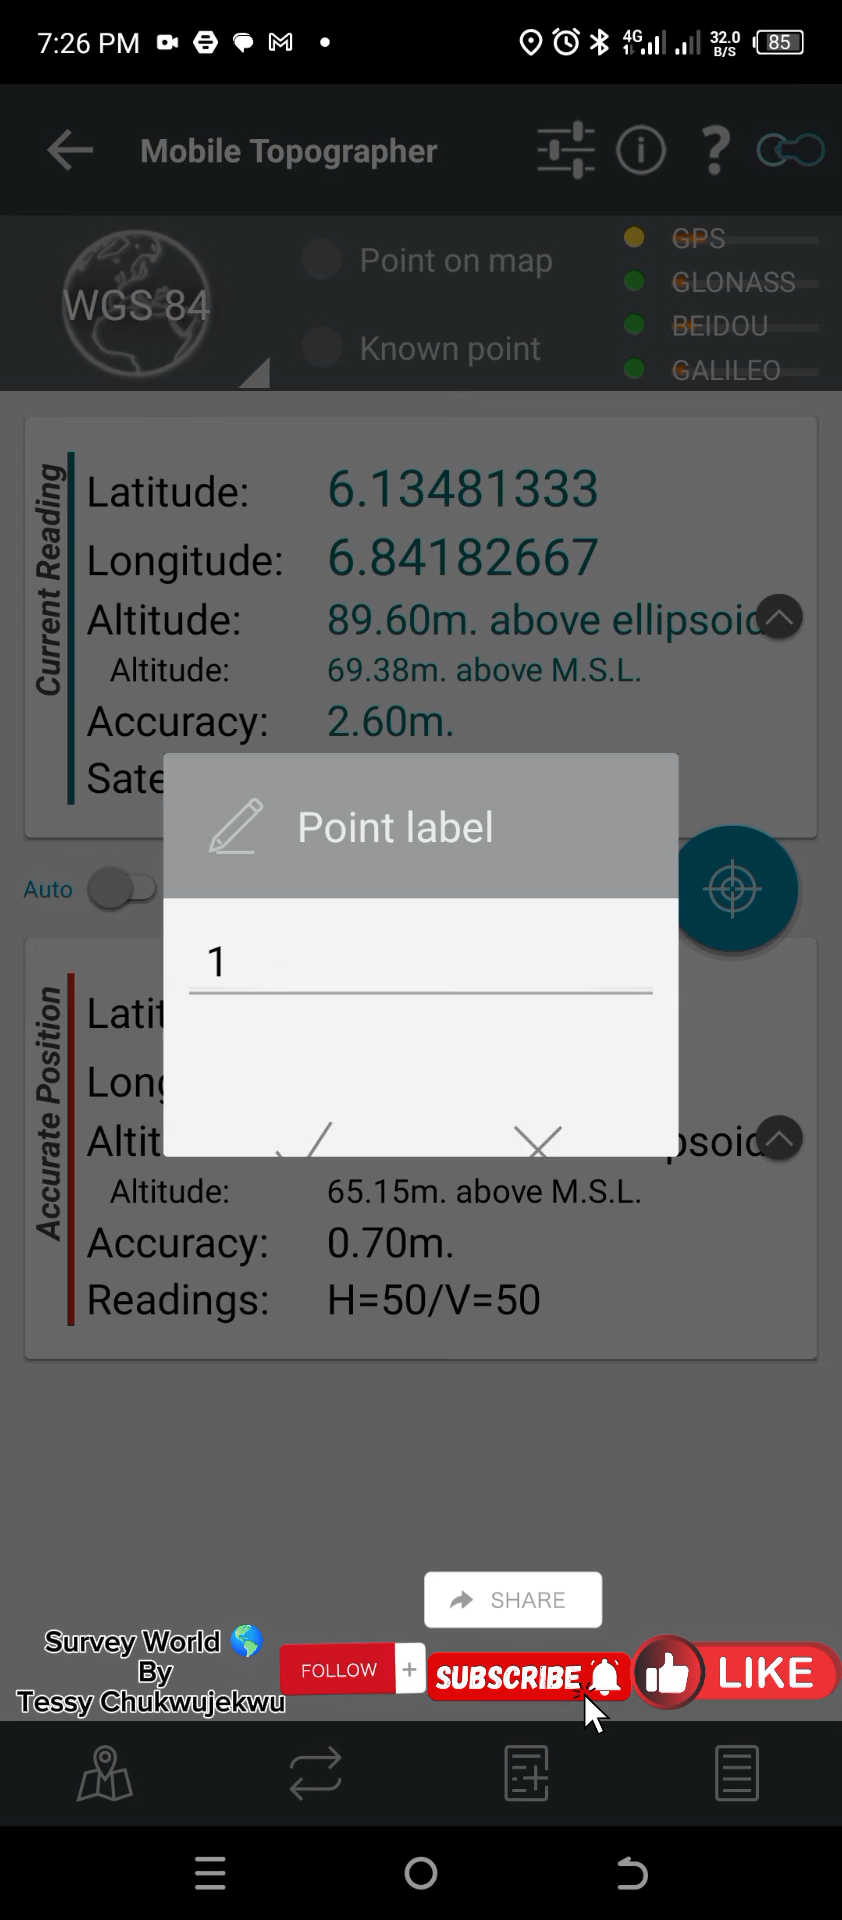 7:26 PM
4G
32.0
B/S
85
Mobile Topographer
WGS 84
Point on map
Known point
GPS
GLONASS
BEIDOU
GALILEO
Current Reading
Latitude: 6.13481333
Longitude: 6.84182667
Altitude: 89.60m. above ellipsoid
Altitude: 69.38m. above M.S.L.
Accuracy: 2.60m.
Sate
Point label
Auto
1
Accurate Position
Latit
Long
Altit psoid
Altitude: 65.15m. above M.S.L.
Accuracy: 0.70m.
Readings: H=50/V=50
SHARE
Survey World
By
Tessy Chukwujekwu
FOLLOW +
SUBSCRIBE
LIKE